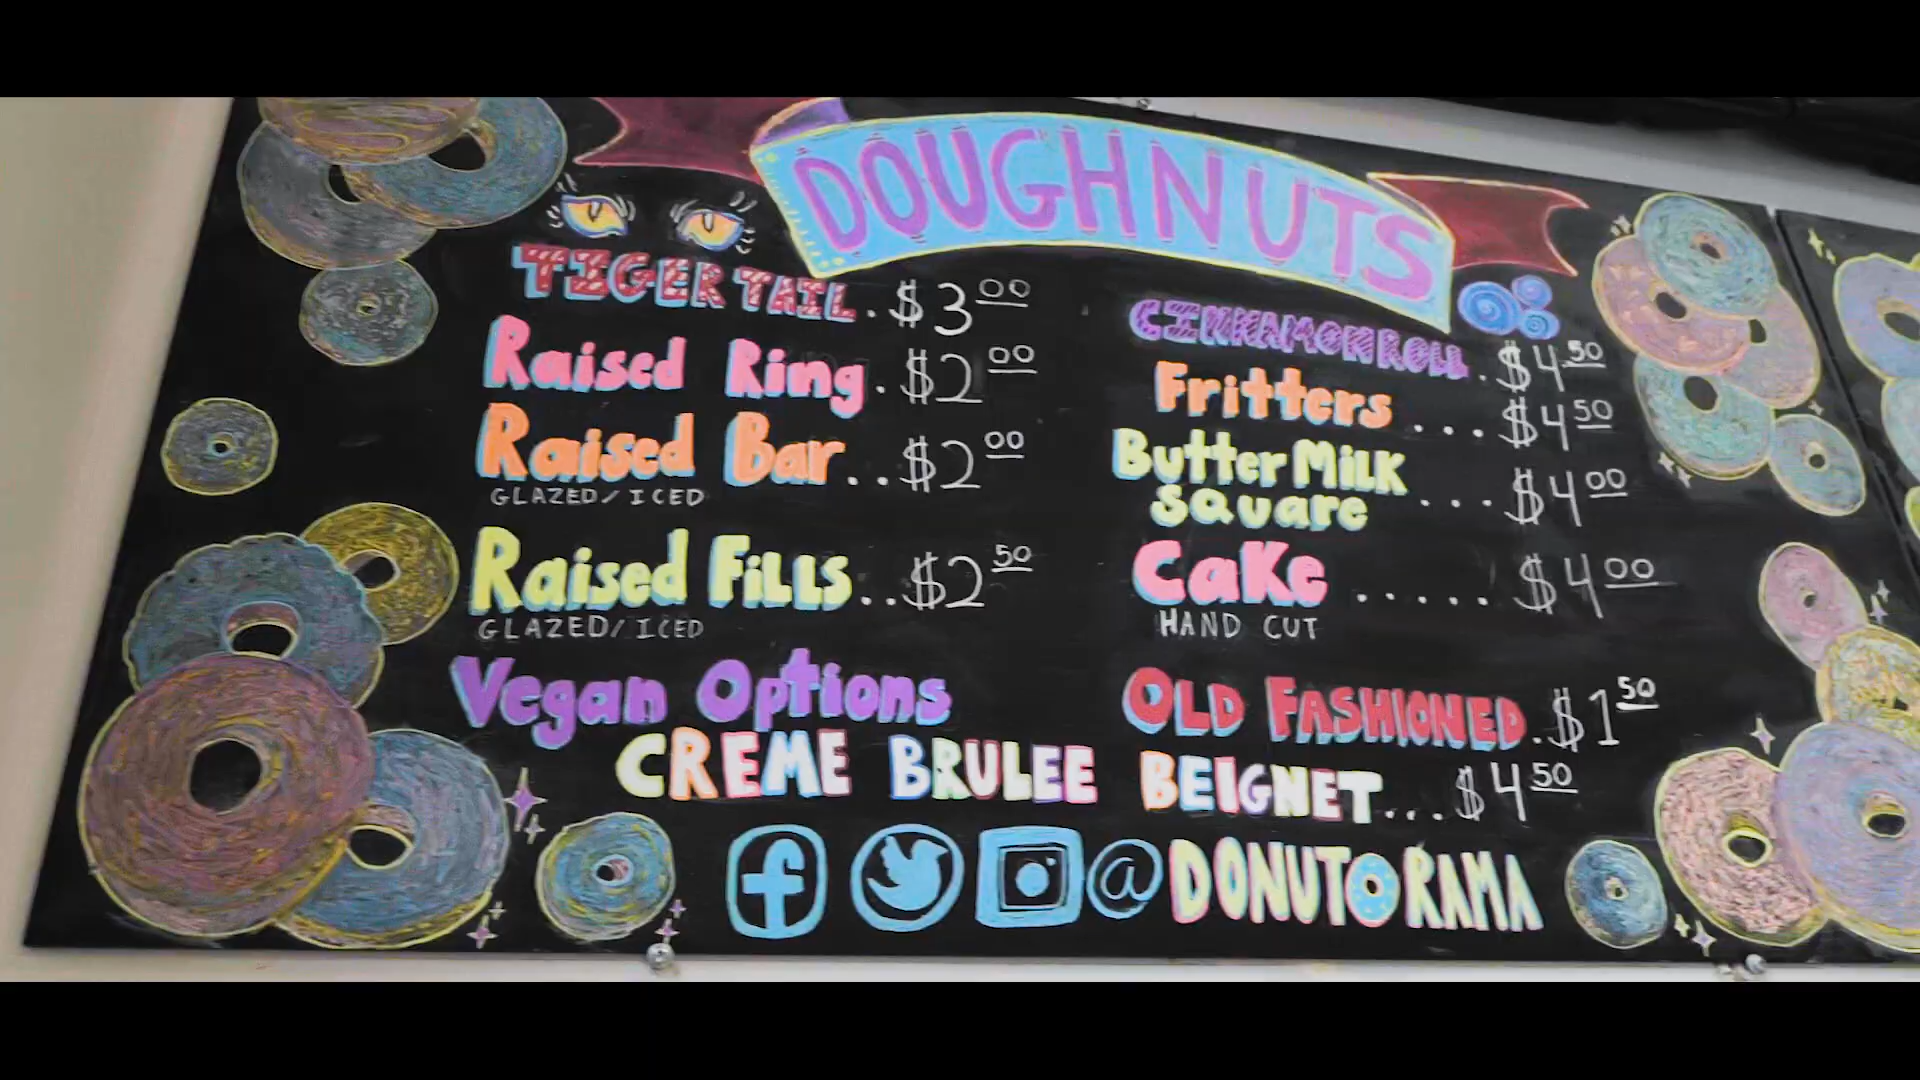 DOUGHNUTS
TIGER TAIL . $3 00
Raised Ring . $2 00
Raised Bar .. $2 00
GLAZED/ICED
Raised Fills .. $2 50
GLAZED/ICED
Vegan Options
CINNAMON ROLL . $4 50
Fritters ... $4 50
ButterMilk
square ... $4 00
Cake ..... $4 00
HAND CUT
OLD FASHIONED . $1 50
CREME BRULEE BEIGNET ... $4 50
f @DONUTORAMA